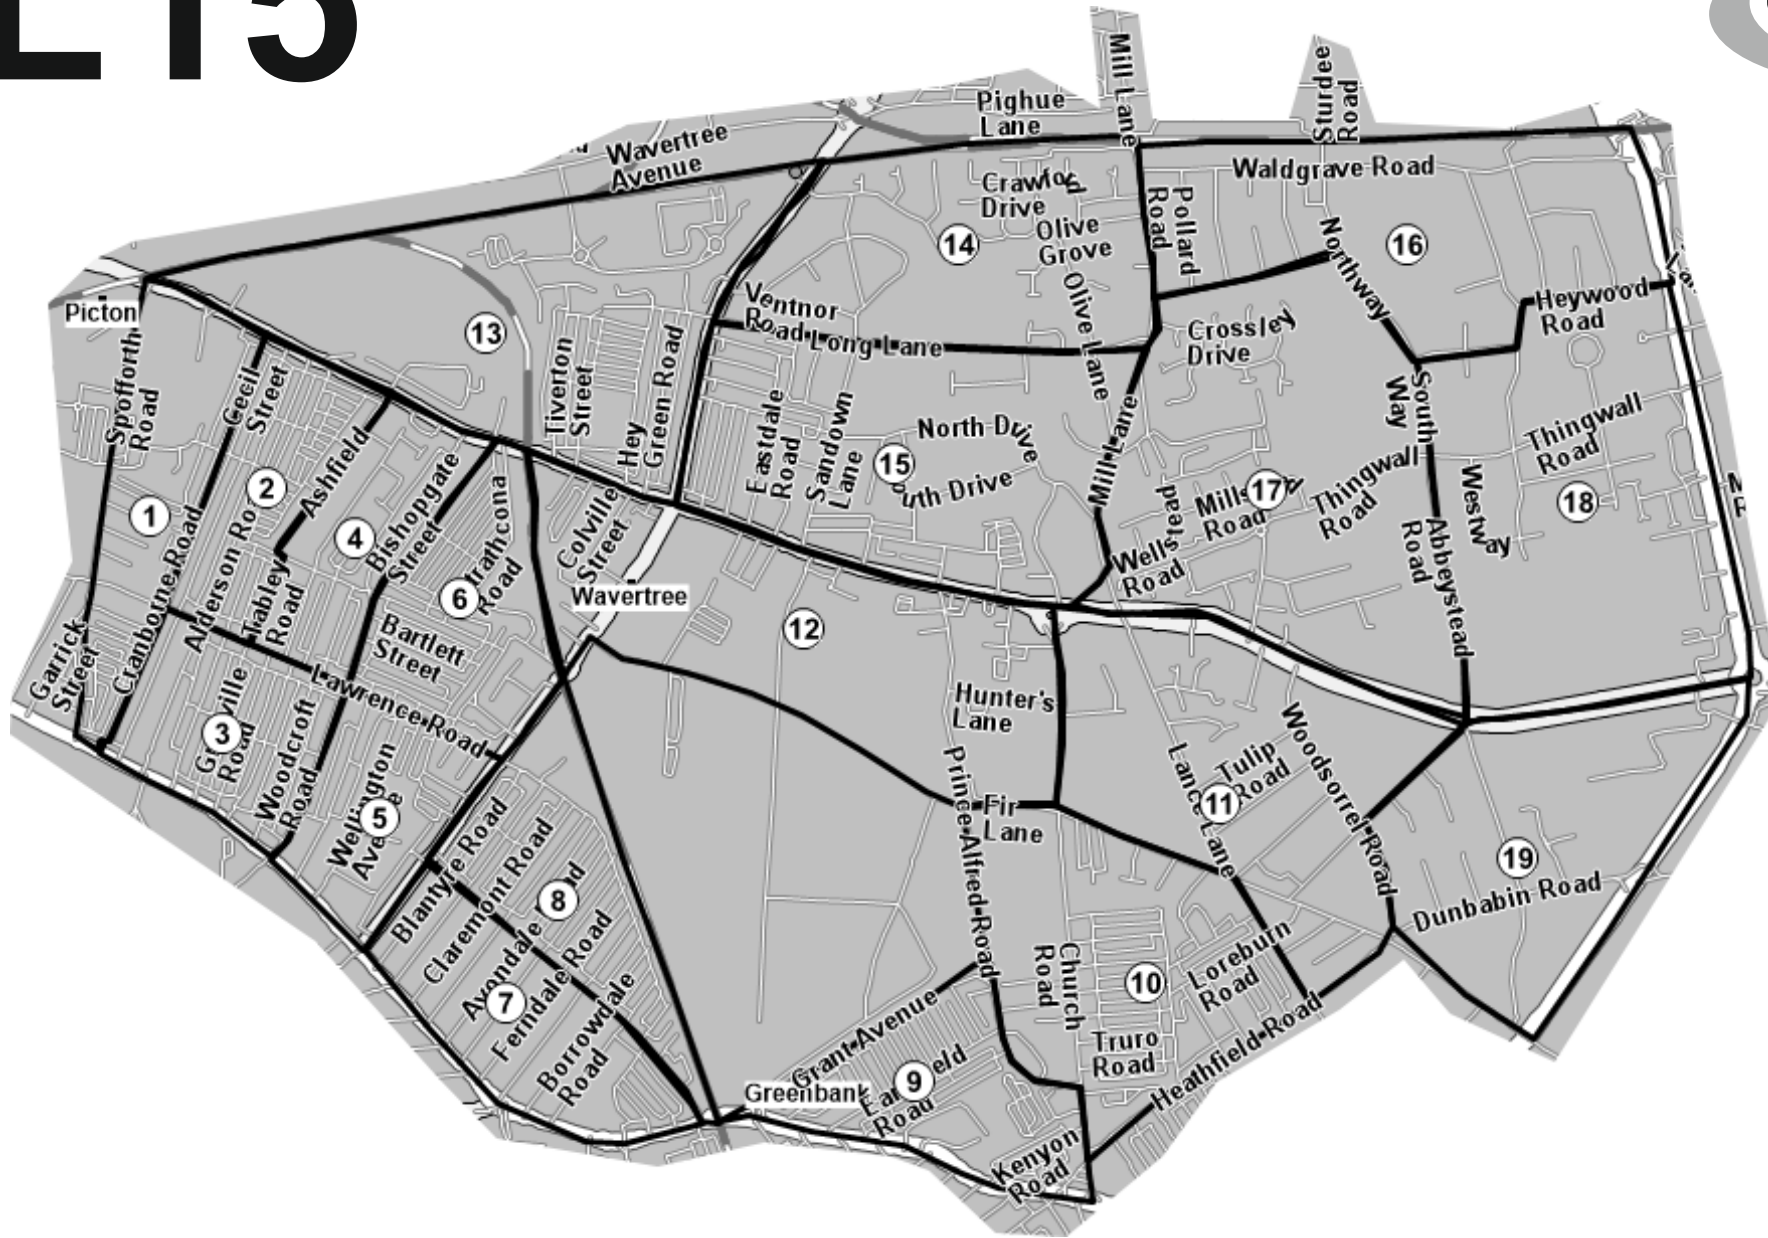 L15
Mill Lane
Sturdee
Road
Pighue
Lane
Wavertree
Avenue
Waldgrave Road
Crawford
Drive
Pollard
Road
Olive
Grove
14
16
Northway
Olive Lane
Picton
Ventnor
Road
Long Lane
Heywood
Road
13
Crossley
Drive
Spofforth
Road
Cecil
Street
Tiverton
Street
Hey
Green Road
Eastdale
Road
Sandown
Lane
North Drive
South Way
Thingwall
Road
15
Mill Lane
1
2
Ashfield
4
Bishopgate
Street
Strathcona
Road
Colville
Street
17
Thingwall
Road
Westway
18
Wells
Road
Abbeystead
Road
Cranborne Road
Alderson Road
Tabley
Road
6
Wavertree
12
Bartlett
Street
Garrick
Street
Lawrence Road
Hunter's
Lane
3
Woodcroft
Road
Wellington
Avenue
5
Prince Alfred Road
Fir
Lane
Lance Lane
Tulip
Road
11
Woodsorrel Road
19
Dunbabin Road
Blantyre Road
Claremont Road
8
Avondale Road
7
Ferndale Road
Borrowdale
Road
Church
Road
10
Loreburn
Road
Grant Avenue
Truro
Road
Heathfield Road
Greenbank
9
Road
Kenyon
Road